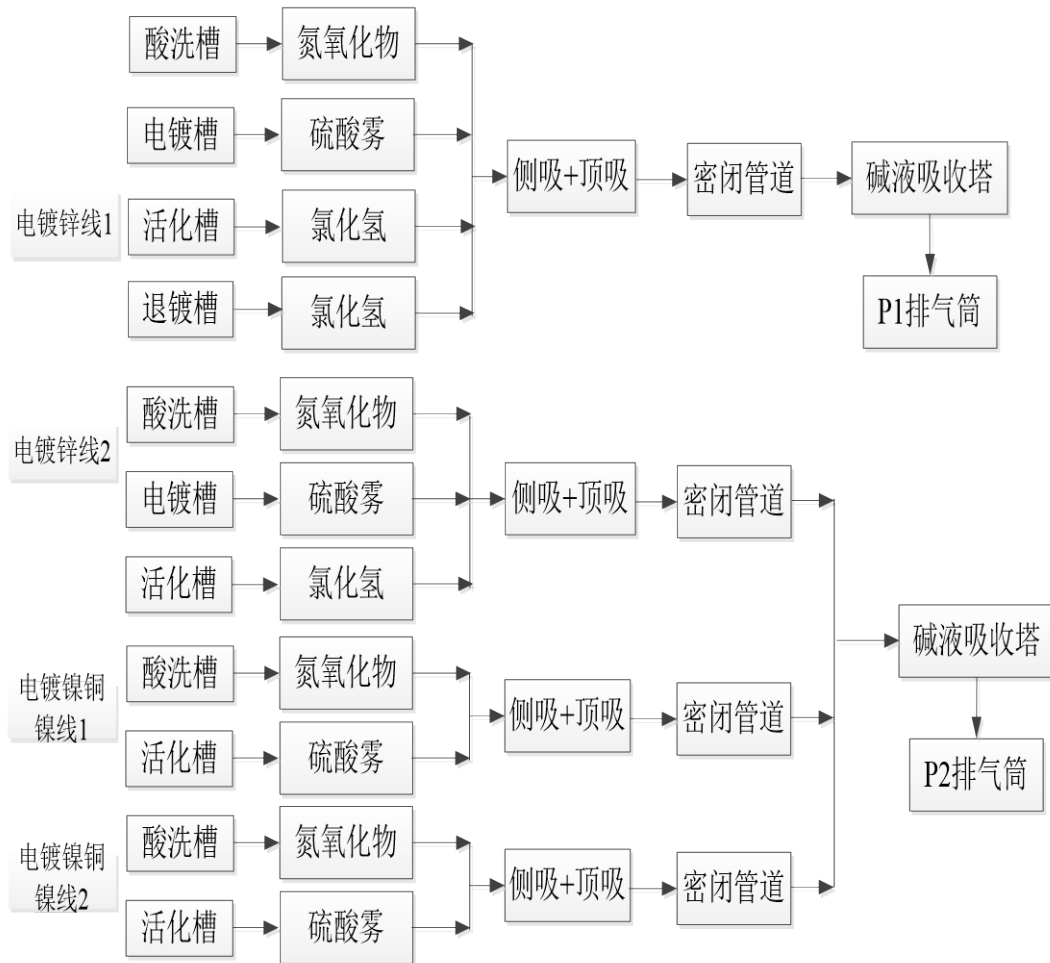 酸洗槽
氮氧化物
电镀槽
硫酸雾
电镀锌线1
活化槽
氯化氢
退镀槽
氯化氢
侧吸+顶吸
密闭管道
碱液吸收塔
P1排气筒
电镀锌线2
酸洗槽
氮氧化物
电镀槽
硫酸雾
活化槽
氯化氢
侧吸+顶吸
密闭管道
电镀镍铜
镍线1
酸洗槽
氮氧化物
活化槽
硫酸雾
侧吸+顶吸
密闭管道
电镀镍铜
镍线2
酸洗槽
氮氧化物
活化槽
硫酸雾
侧吸+顶吸
密闭管道
碱液吸收塔
P2排气筒